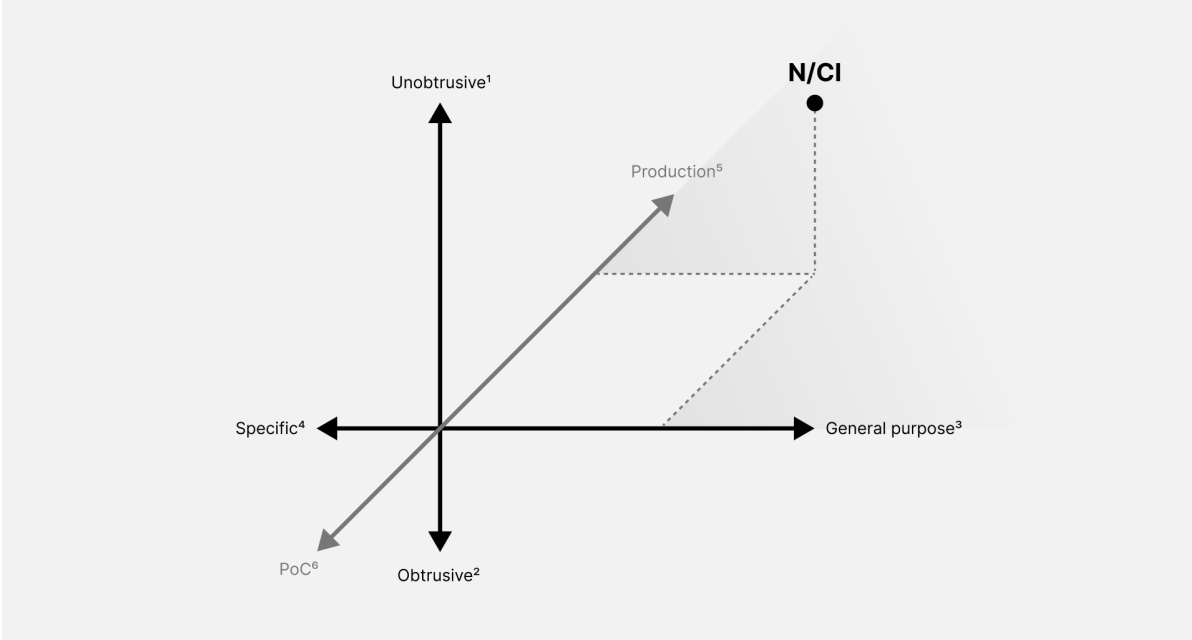 N/CI
Unobtrusive¹
Production⁵
Specific⁴
General purpose³
PoC⁶
Obtrusive²